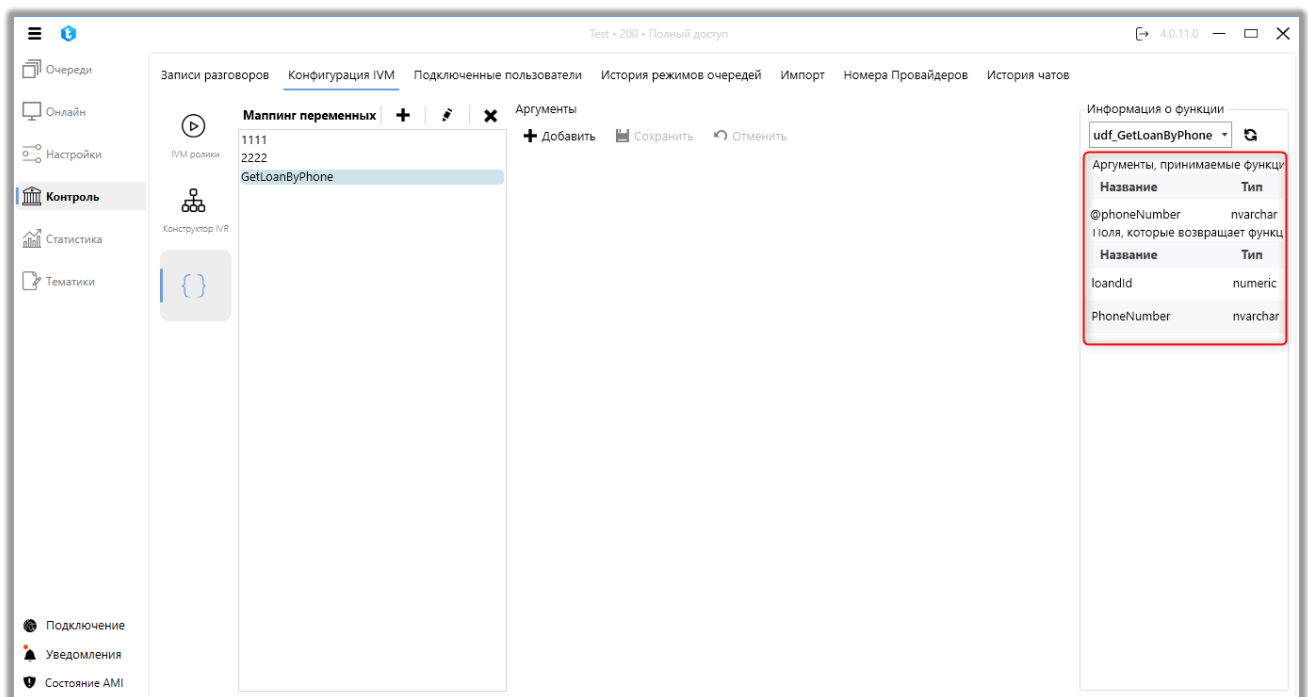 Test • 200 • Полный доступ
4.0.11.0
Очереди
Онлайн
Настройки
Контроль
Статистика
Тематики
Подключение
Уведомления
Состояние AMI
Записи разговоров
Конфигурация IVM
Подключенные пользователи
История режимов очередей
Импорт
Номера Провайдеров
История чатов
IVM ролики
Конструктор IVR
{ }
Маппинг переменных
1111
2222
GetLoanByPhone
Аргументы
Добавить
Сохранить
Отменить
Информация о функции
udf_GetLoanByPhone
Аргументы, принимаемые функци
Название Тип
@phoneNumber nvarchar
Поля, которые возвращает функц
Название Тип
loandId numeric
PhoneNumber nvarchar